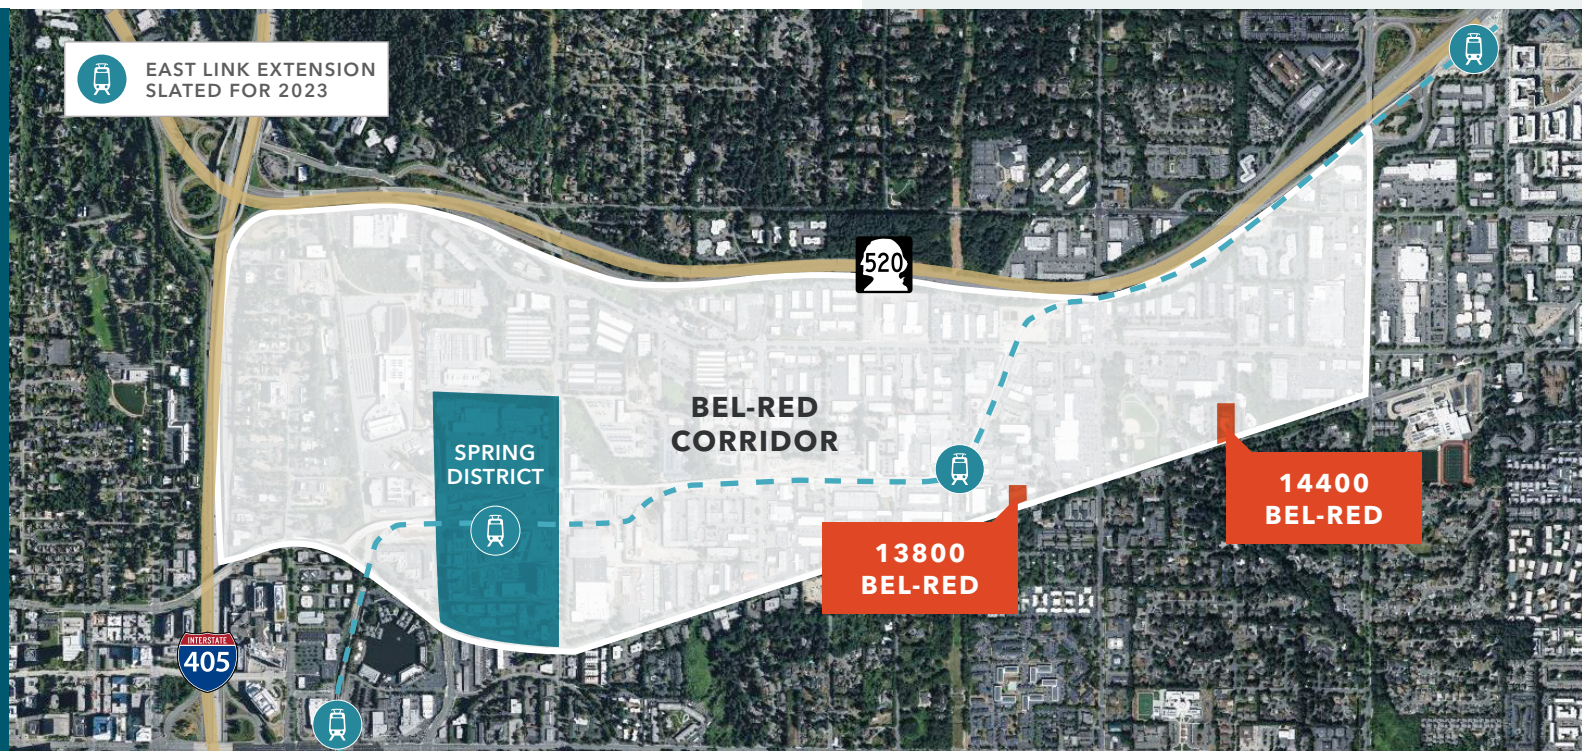 EAST LINK EXTENSION
SLATED FOR 2023
520
BEL-RED
CORRIDOR
SPRING
DISTRICT
14400
BEL-RED
13800
BEL-RED
INTERSTATE
405